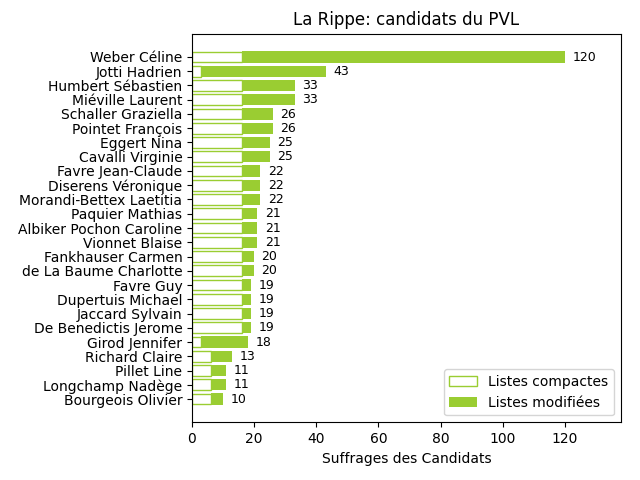 La Rippe: candidats du PVL
Weber Céline 120
Jotti Hadrien 43
Humbert Sébastien 33
Miéville Laurent 33
Schaller Graziella 26
Pointet François 26
Eggert Nina 25
Cavalli Virginie 25
Favre Jean-Claude 22
Diserens Véronique 22
Morandi-Bettex Laetitia 22
Paquier Mathias 21
Albiker Pochon Caroline 21
Vionnet Blaise 21
Fankhauser Carmen 20
de La Baume Charlotte 20
Favre Guy 19
Dupertuis Michael 19
Jaccard Sylvain 19
De Benedictis Jerome 19
Girod Jennifer 18
Richard Claire 13
Pillet Line 11
Longchamp Nadège 11
Bourgeois Olivier 10
Listes compactes
Listes modifiées
0 20 40 60 80 100 120
Suffrages des Candidats